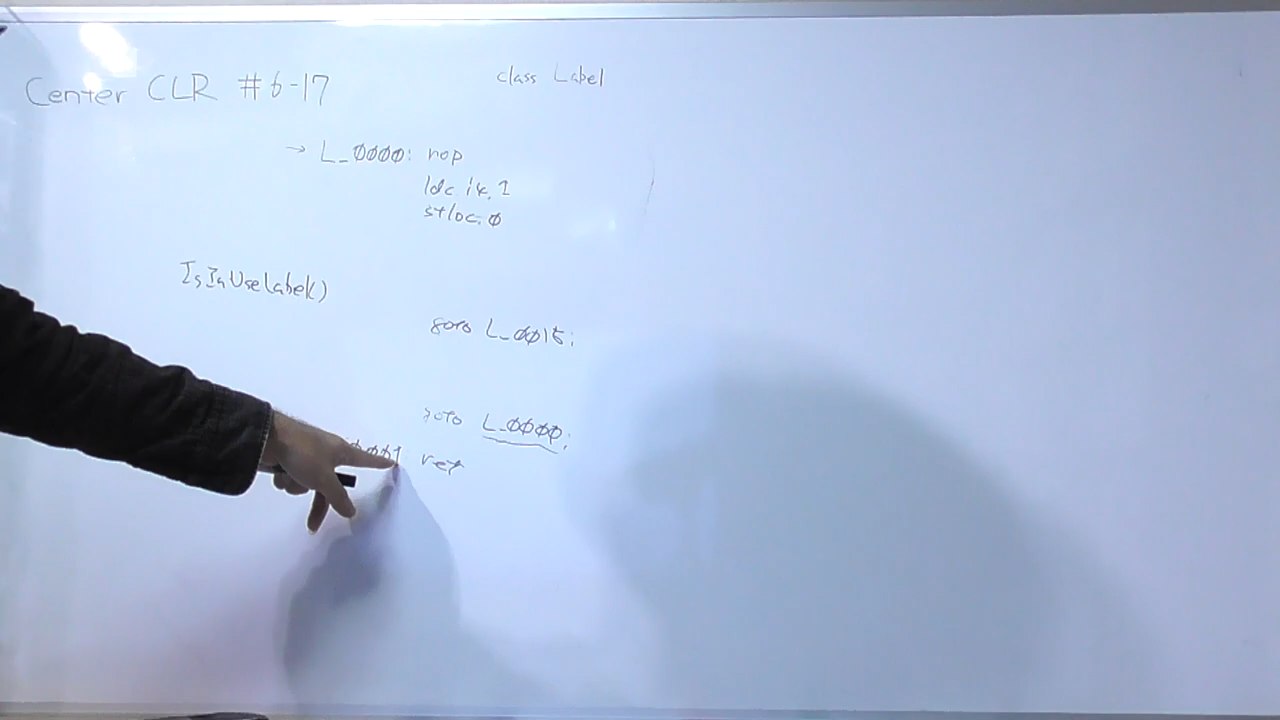 Center CLR #6-17
class Label
→ L_0000: nop
ldc.i4.1
stloc.0
IsInUseLabel()
goto L_0015;
goto L_0000;
0001 ret